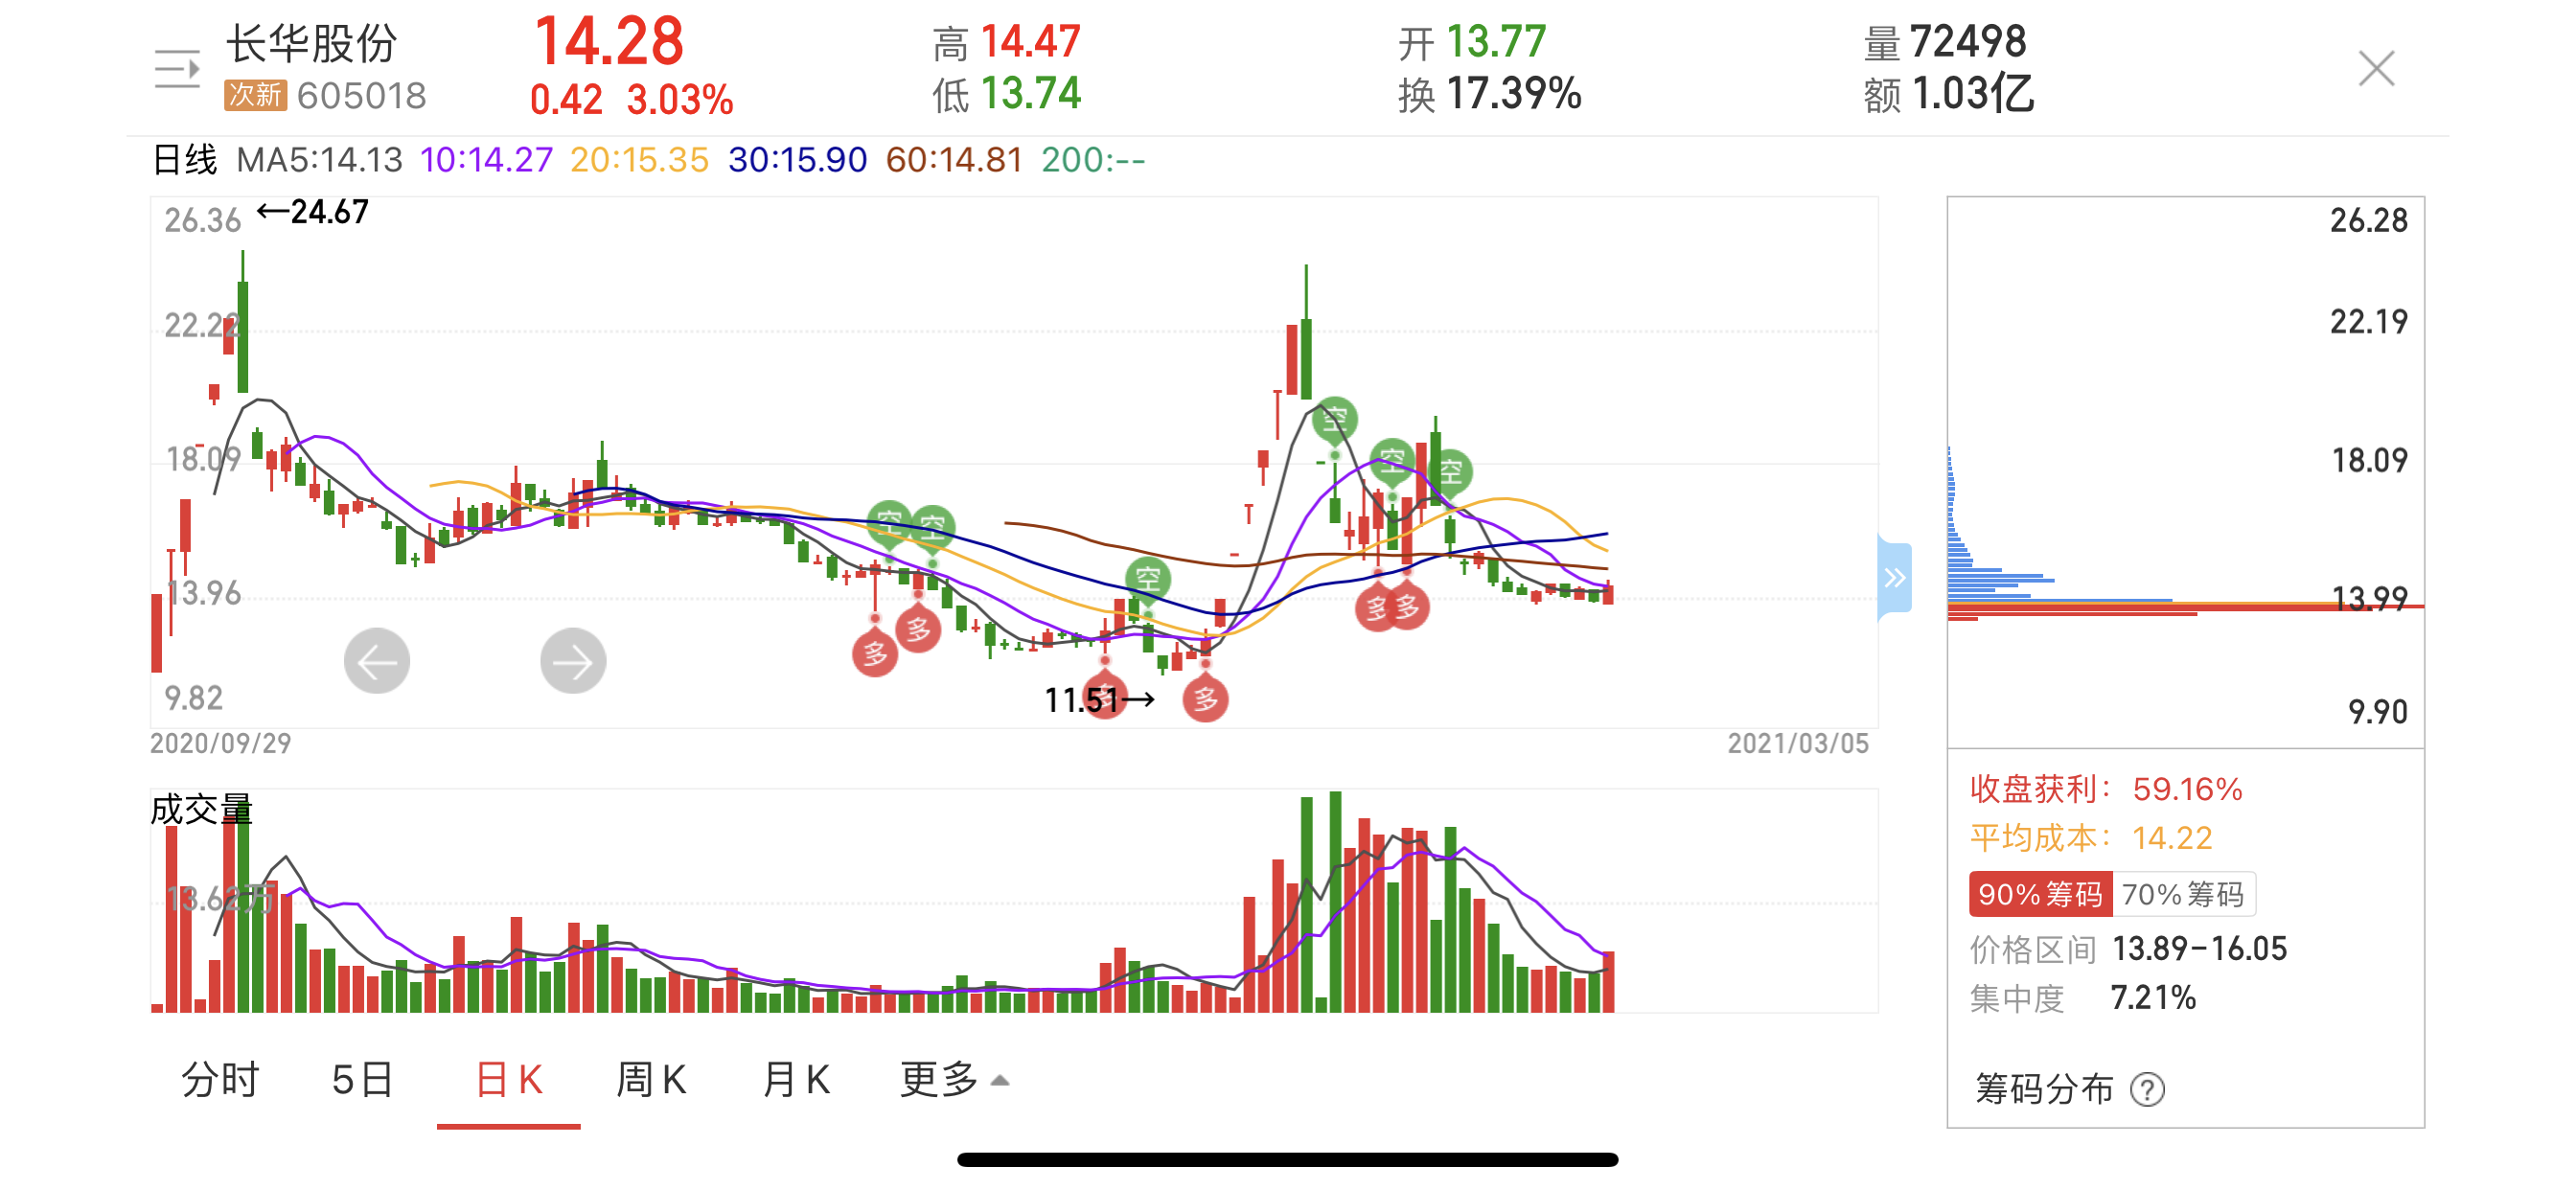 长华股份 14.28 高 14.47 开 13.77 量 72498
次新 605018 0.42 3.03% 低 13.74 换 17.39% 额 1.03亿
日线 MA5:14.13 10:14.27 20:15.35 30:15.90 60:14.81 200:--
26.36 ←24.67 26.28
22.22 22.19
空
18.09 空 空 18.09
空 空
空
13.96 13.99
多 多 多 多
9.82 11.51→ 多 多 9.90
2020/09/29 2021/03/05
成交量
13.62万
收盘获利: 59.16%
平均成本: 14.22
90%筹码 70%筹码
价格区间 13.89-16.05
集中度 7.21%
筹码分布 ?
分时 5日 日K 周K 月K 更多